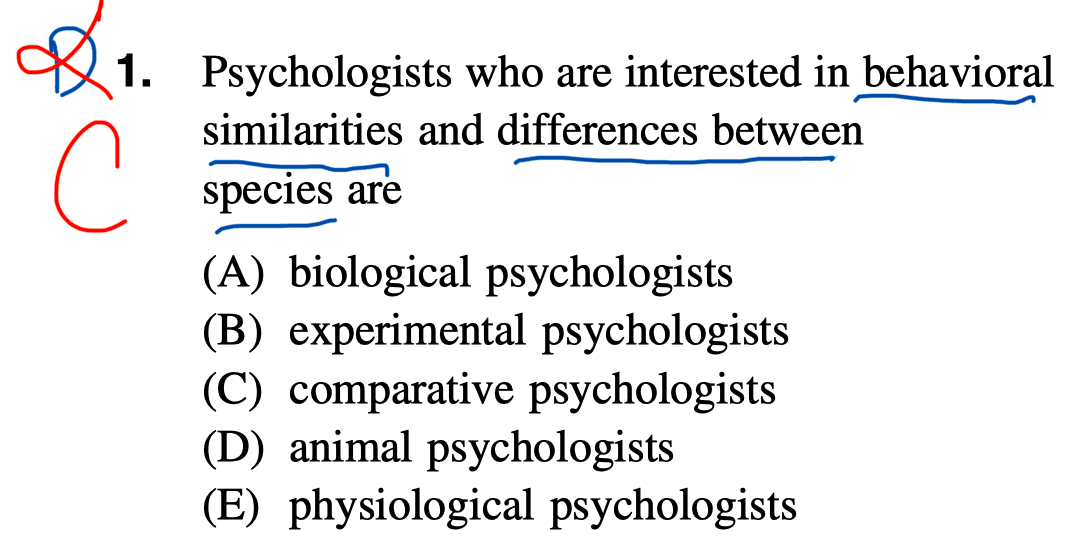 D 1. Psychologists who are interested in behavioral
similarities and differences between
C
species are
(A) biological psychologists
(B) experimental psychologists
(C) comparative psychologists
(D) animal psychologists
(E) physiological psychologists